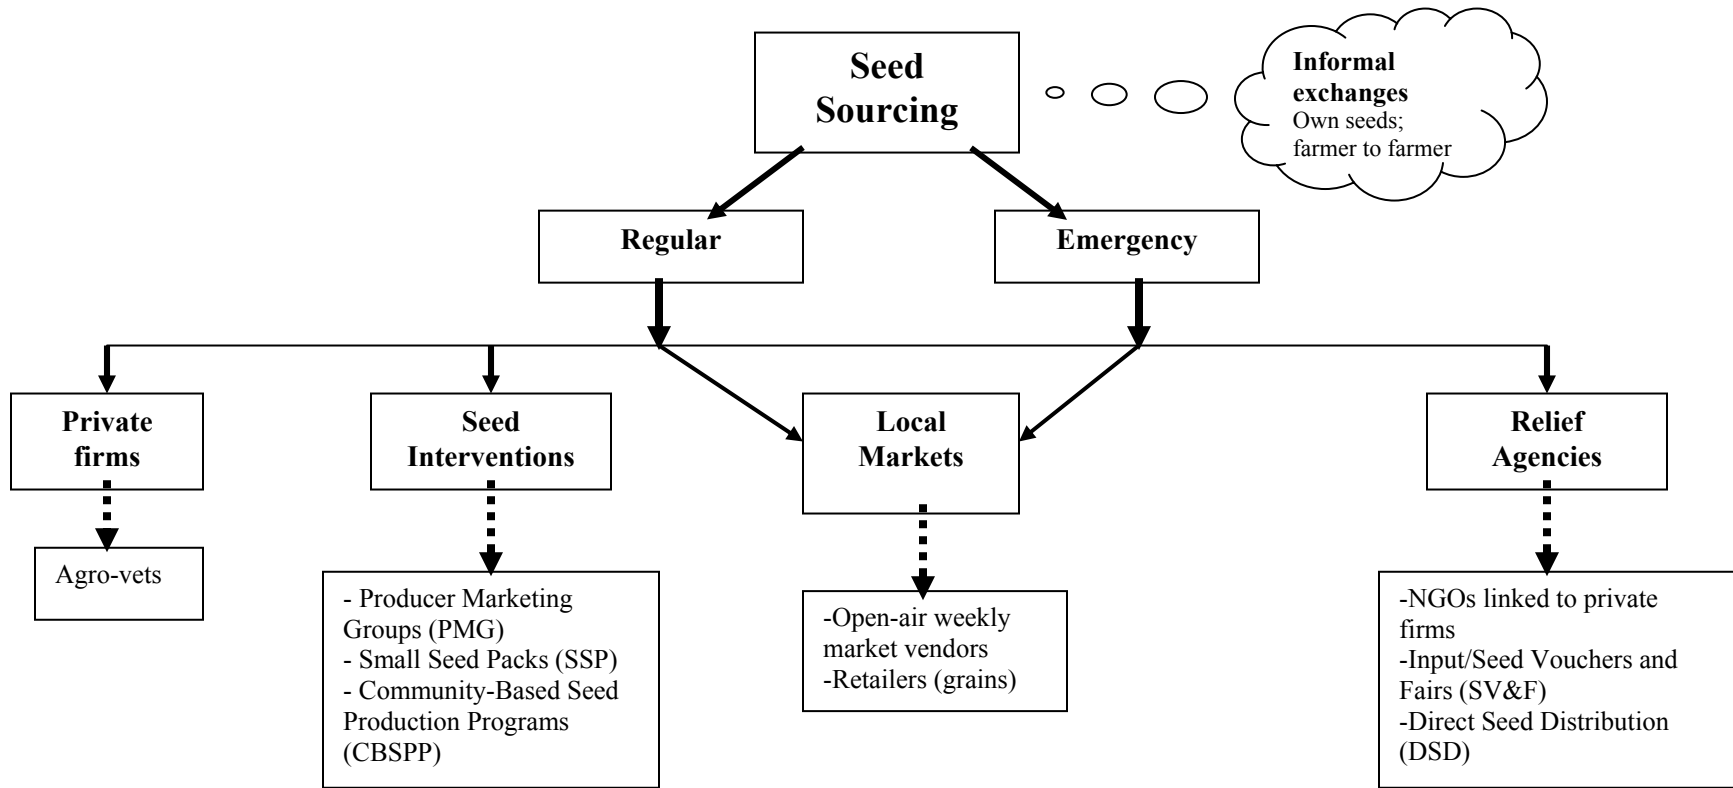 Seed
Sourcing
Informal
exchanges
Own seeds;
farmer to farmer
Regular
Emergency
Private
firms
Seed
Interventions
Local
Markets
Relief
Agencies
Agro-vets
- Producer Marketing
Groups (PMG)
- Small Seed Packs (SSP)
- Community-Based Seed
Production Programs
(CBSPP)
-Open-air weekly
market vendors
-Retailers (grains)
-NGOs linked to private
firms
-Input/Seed Vouchers and
Fairs (SV&F)
-Direct Seed Distribution
(DSD)